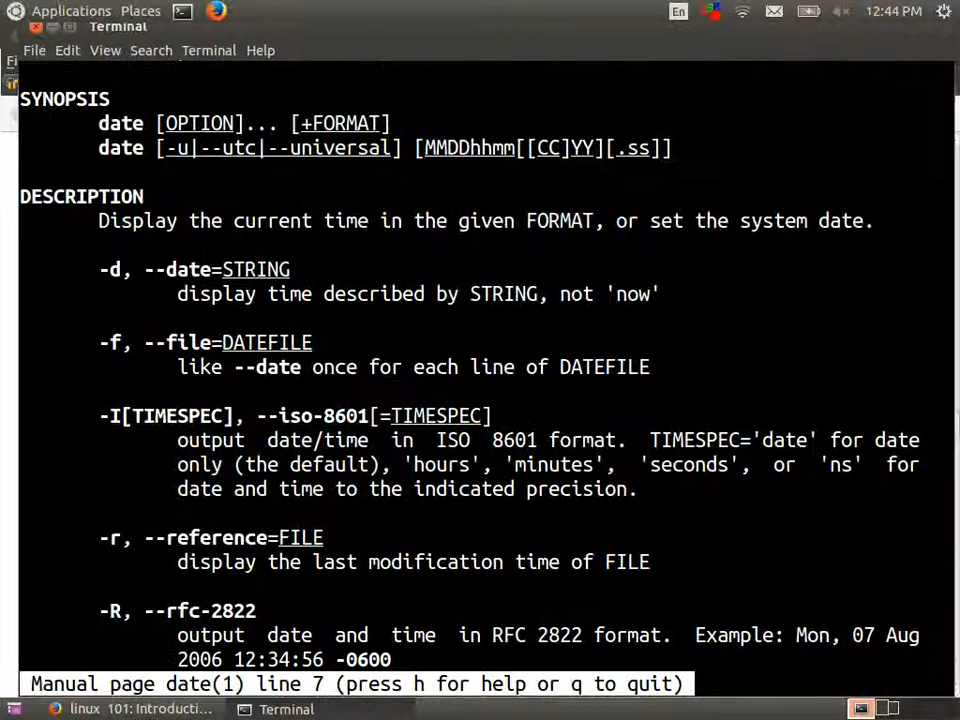 Applications Places En 12:44 PM
Terminal
File Edit View Search Terminal Help
SYNOPSIS
date [OPTION]... [+FORMAT]
date [-u|--utc|--universal] [MMDDhhmm[[CC]YY][.ss]]
DESCRIPTION
Display the current time in the given FORMAT, or set the system date.
-d, --date=STRING
display time described by STRING, not 'now'
-f, --file=DATEFILE
like --date once for each line of DATEFILE
-I[TIMESPEC], --iso-8601[=TIMESPEC]
output date/time in ISO 8601 format. TIMESPEC='date' for date
only (the default), 'hours', 'minutes', 'seconds', or 'ns' for
date and time to the indicated precision.
-r, --reference=FILE
display the last modification time of FILE
-R, --rfc-2822
output date and time in RFC 2822 format. Example: Mon, 07 Aug
2006 12:34:56 -0600
Manual page date(1) line 7 (press h for help or q to quit)
linux 101: Introducti... Terminal